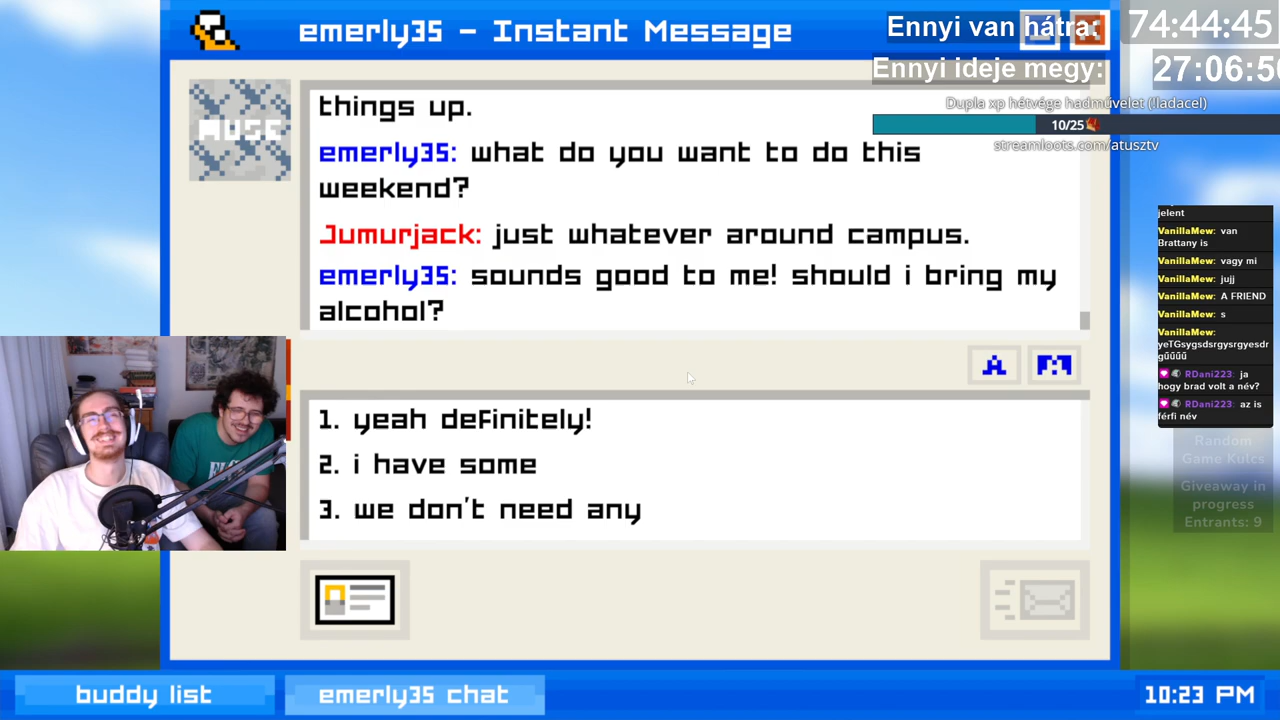 emerly35 - Instant Message
Ennyi van hátra:
74:44:45
Ennyi ideje megy:
27:06:50
Dupla xp hétvége hadművelet (!ladacel)
10/25
streamloots.com/atusztv
MUSE
things up.
emerly35: what do you want to do this
weekend?
Jumurjack: just whatever around campus.
emerly35: sounds good to me! should i bring my
alcohol?
A
1. yeah definitely!
2. i have some
3. we don't need any
jelent
VanillaMew: van
Brattany is
VanillaMew: vagy mi
VanillaMew: jujj
VanillaMew: A FRIEND
VanillaMew: s
VanillaMew:
yeTGsygsdsrgysrgyesdr
gűűűű
RDani223: ja
hogy brad volt a név?
RDani223: az is
férfi név
Random
Game Kulcs
Giveaway in
progress
Entrants: 9
buddy list
emerly35 chat
10:23 PM